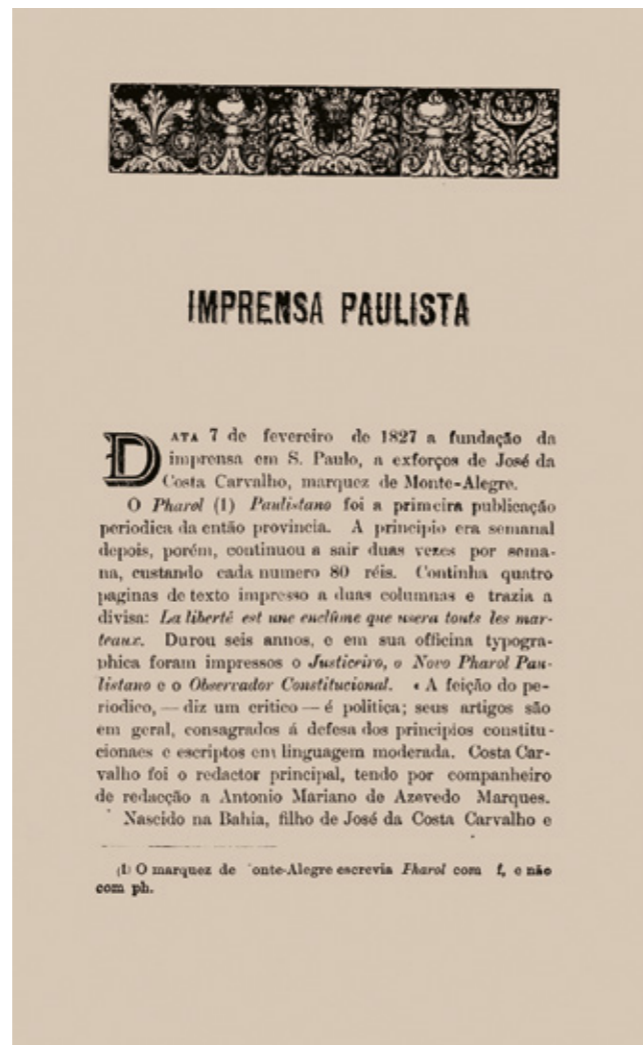 IMPRENSA PAULISTA
DATA 7 de fevereiro de 1827 a fundação da
imprensa em S. Paulo, a exforços de José da
Costa Carvalho, marquez de Monte-Alegre.
O Pharol (1) Paulistano foi a primeira publicação
periodica da então provincia. A principio era semanal
depois, porém, continuou a sair duas vezes por sema-
na, custando cada numero 80 réis. Continha quatro
paginas de texto impresso a duas columnas e trazia a
divisa: La liberté est une enclûme que usera touts les mar-
teaux. Durou seis annos, e em sua officina typogra-
phica foram impressos o Justiceiro, o Novo Pharol Pau-
listano e o Observador Constitucional. « A feição do pe-
riodico, — diz um critico — é politica; seus artigos são
em geral, consagrados á defesa dos principios constitu-
cionaes e escriptos em linguagem moderada. Costa Car-
valho foi o redactor principal, tendo por companheiro
de redacção a Antonio Mariano de Azevedo Marques.
Nascido na Bahia, filho de José da Costa Carvalho e
(1) O marquez de onte-Alegre escrevia Pharol com f, e não
com ph.